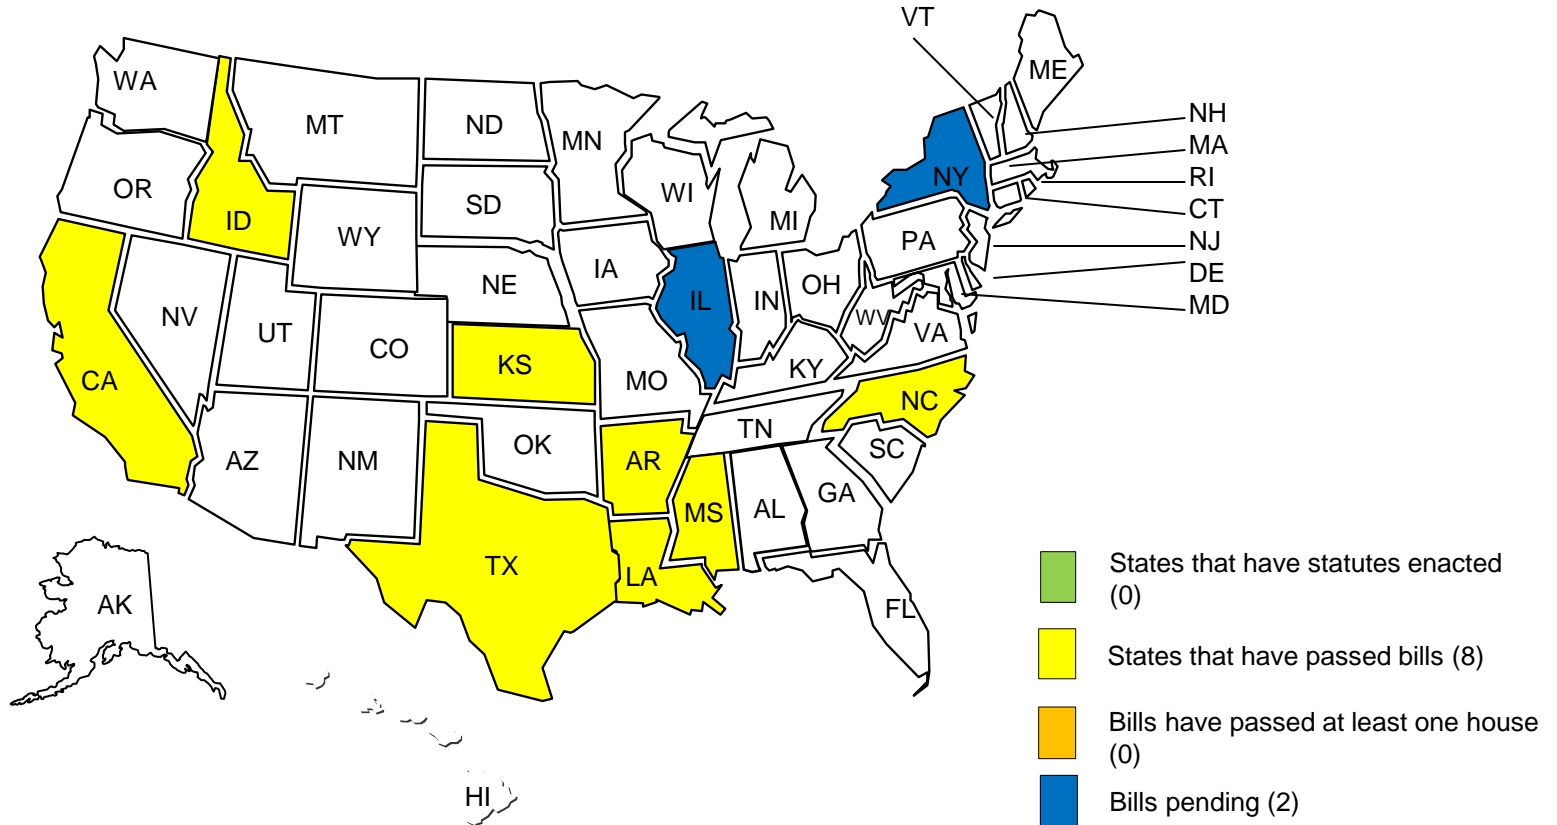 VT
ME
WA
MT
ND
MN
NH
MA
OR
ID
SD
WI
NY
RI
CT
MI
WY
PA
NJ
NE
IA
DE
OH
IN
IL
MD
NV
WV
VA
UT
CO
KS
KY
CA
MO
NC
TN
OK
SC
AZ
NM
AR
GA
MS
AL
TX
LA
States that have statutes enacted
(0)
AK
FL
States that have passed bills (8)
Bills have passed at least one house
(0)
HI
Bills pending (2)